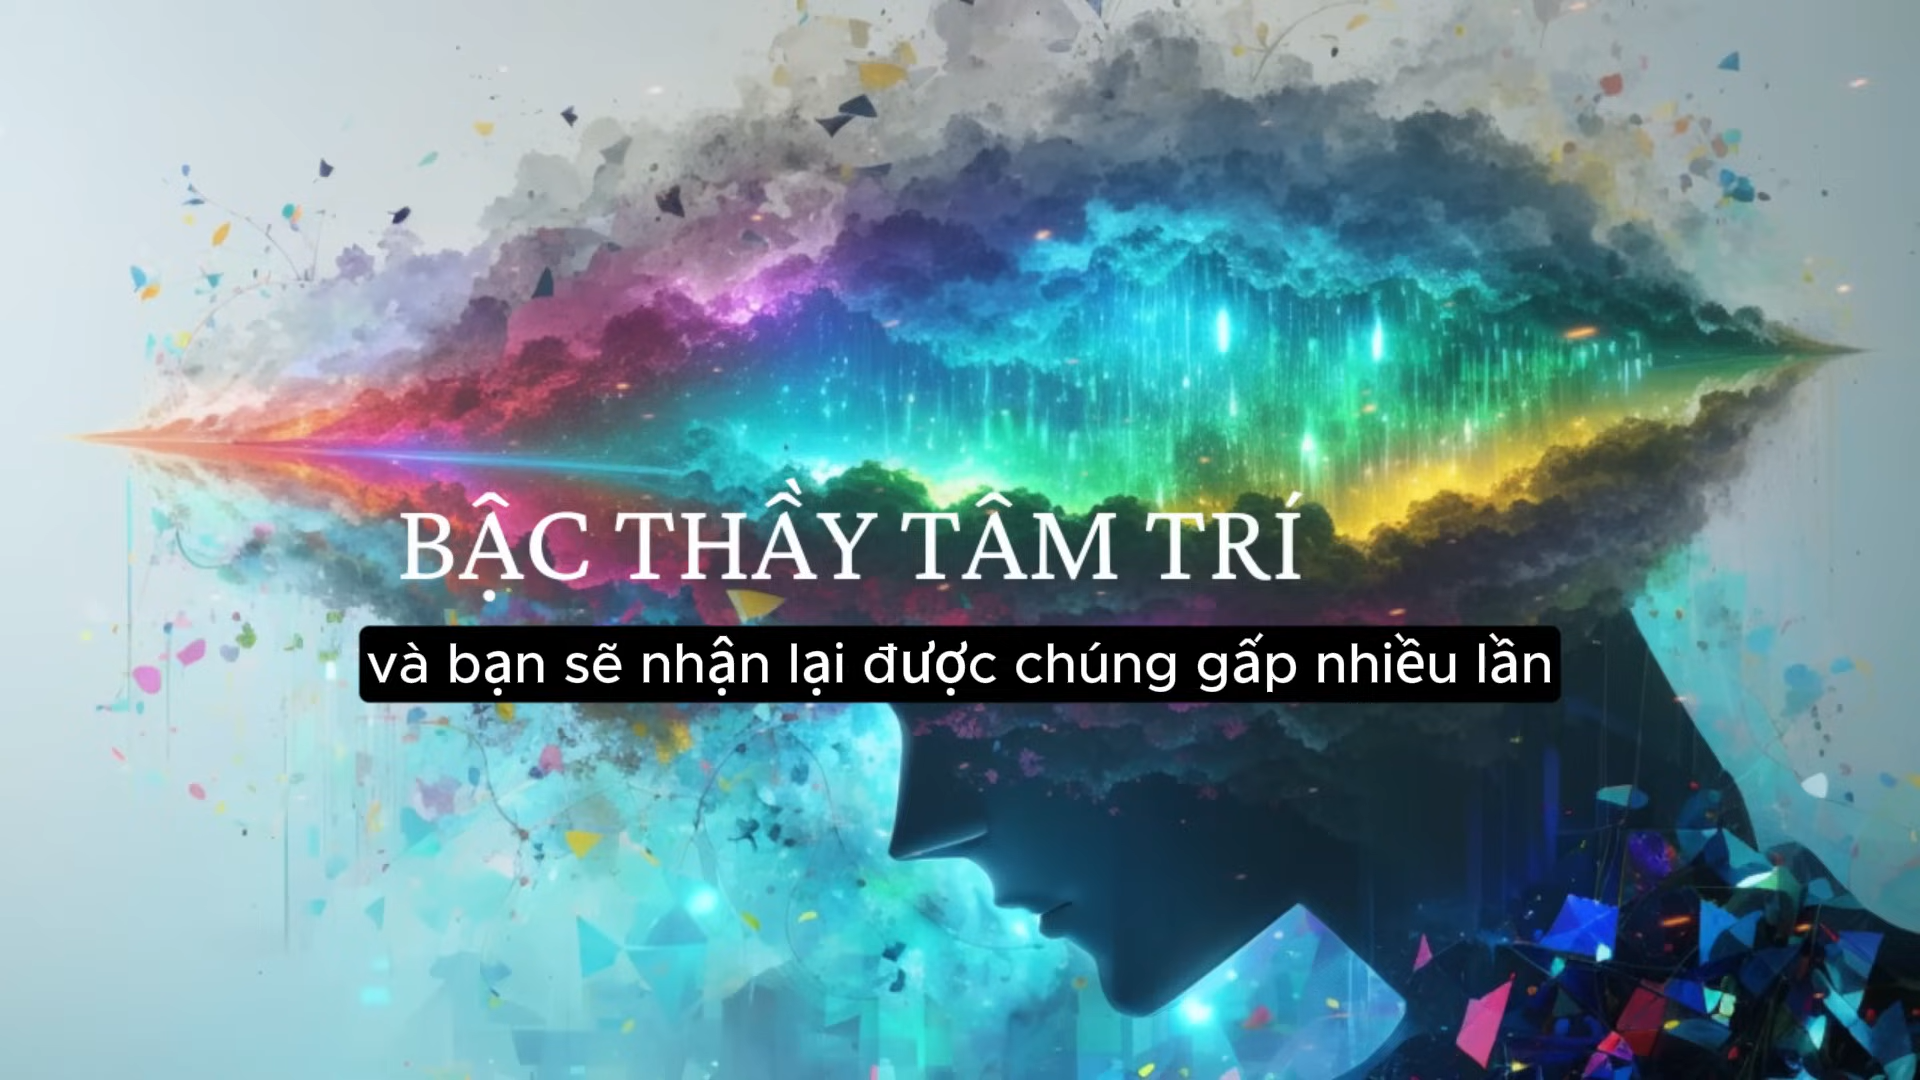 BẬC THẦY TÂM TRÍ
và bạn sẽ nhận lại được chúng gấp nhiều lần